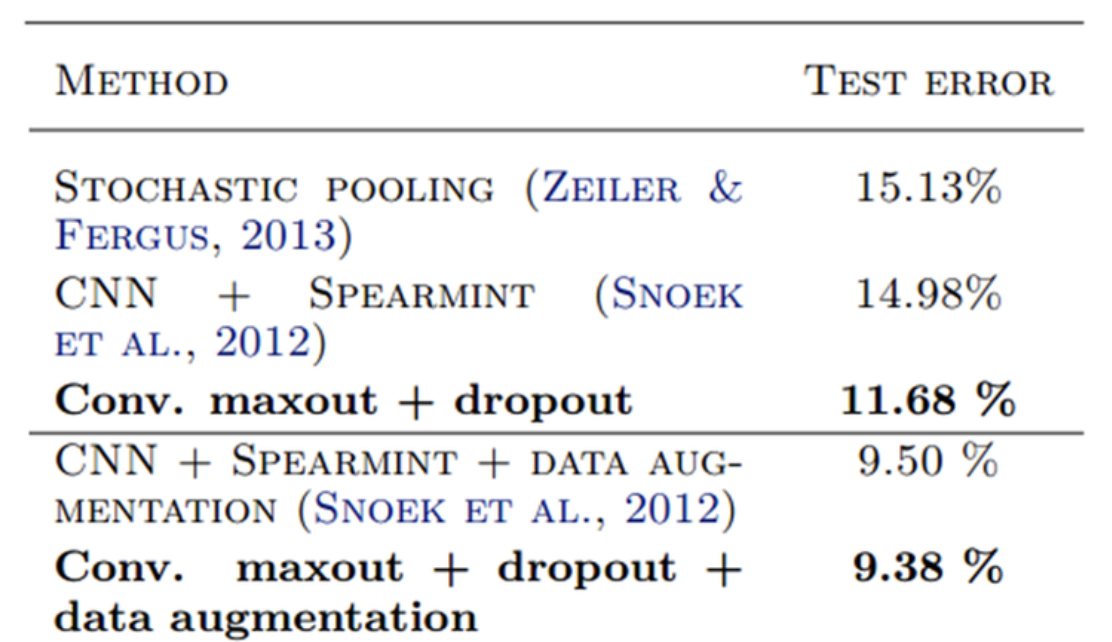 METHOD TEST ERROR
STOCHASTIC POOLING (ZEILER & 15.13%
FERGUS, 2013)
CNN + SPEARMINT (SNOEK 14.98%
ET AL., 2012)
Conv. maxout + dropout 11.68 %
CNN + SPEARMINT + DATA AUG- 9.50 %
MENTATION (SNOEK ET AL., 2012)
Conv. maxout + dropout + 9.38 %
data augmentation